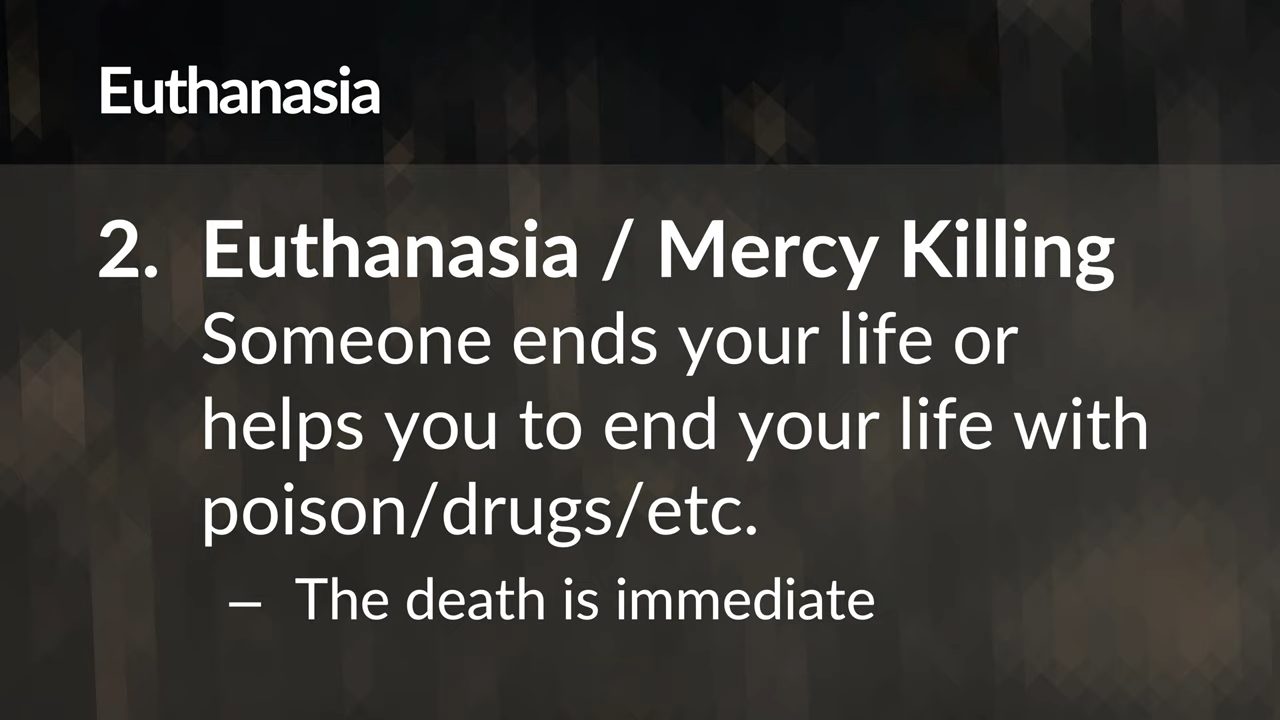 Euthanasia
2. Euthanasia / Mercy Killing
Someone ends your life or
helps you to end your life with
poison/drugs/etc.
– The death is immediate